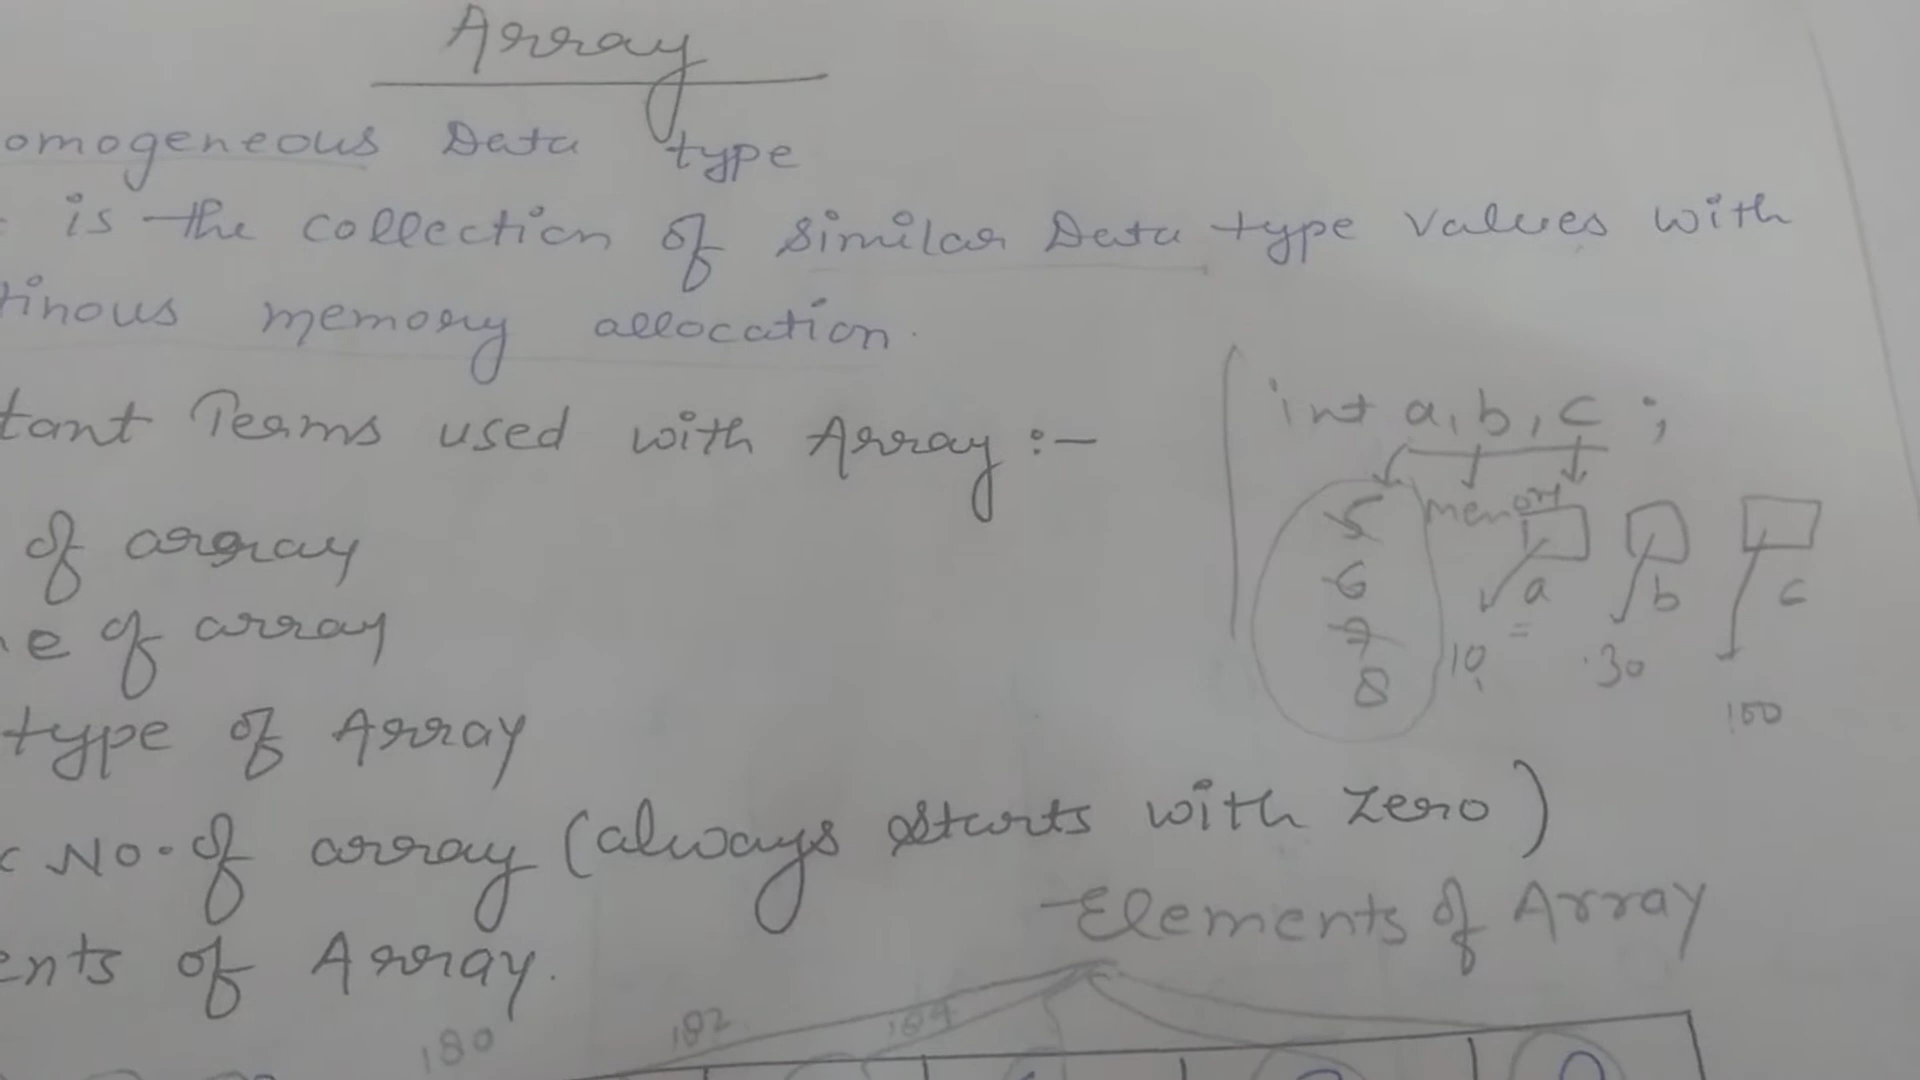 Array
omogeneous Data type
is the collection of similar Data type values with
tinous memory allocation.
tant Terms used with Array :-
int a, b, c ;
5 memory
of array
6 a b c
e of array
7
10 30
8
100
type of Array
No. of array (always starts with zero)
Elements of Array
ents of Array.
180 182 184